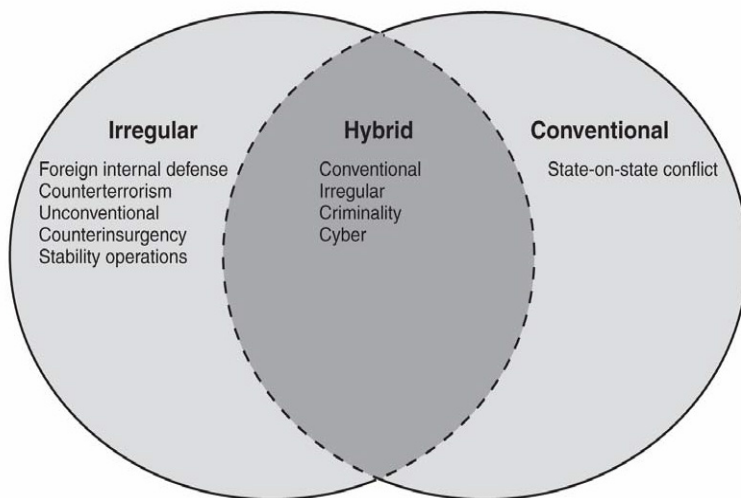 Irregular
Foreign internal defense
Counterterrorism
Unconventional
Counterinsurgency
Stability operations
Hybrid
Conventional
Irregular
Criminality
Cyber
Conventional
State-on-state conflict